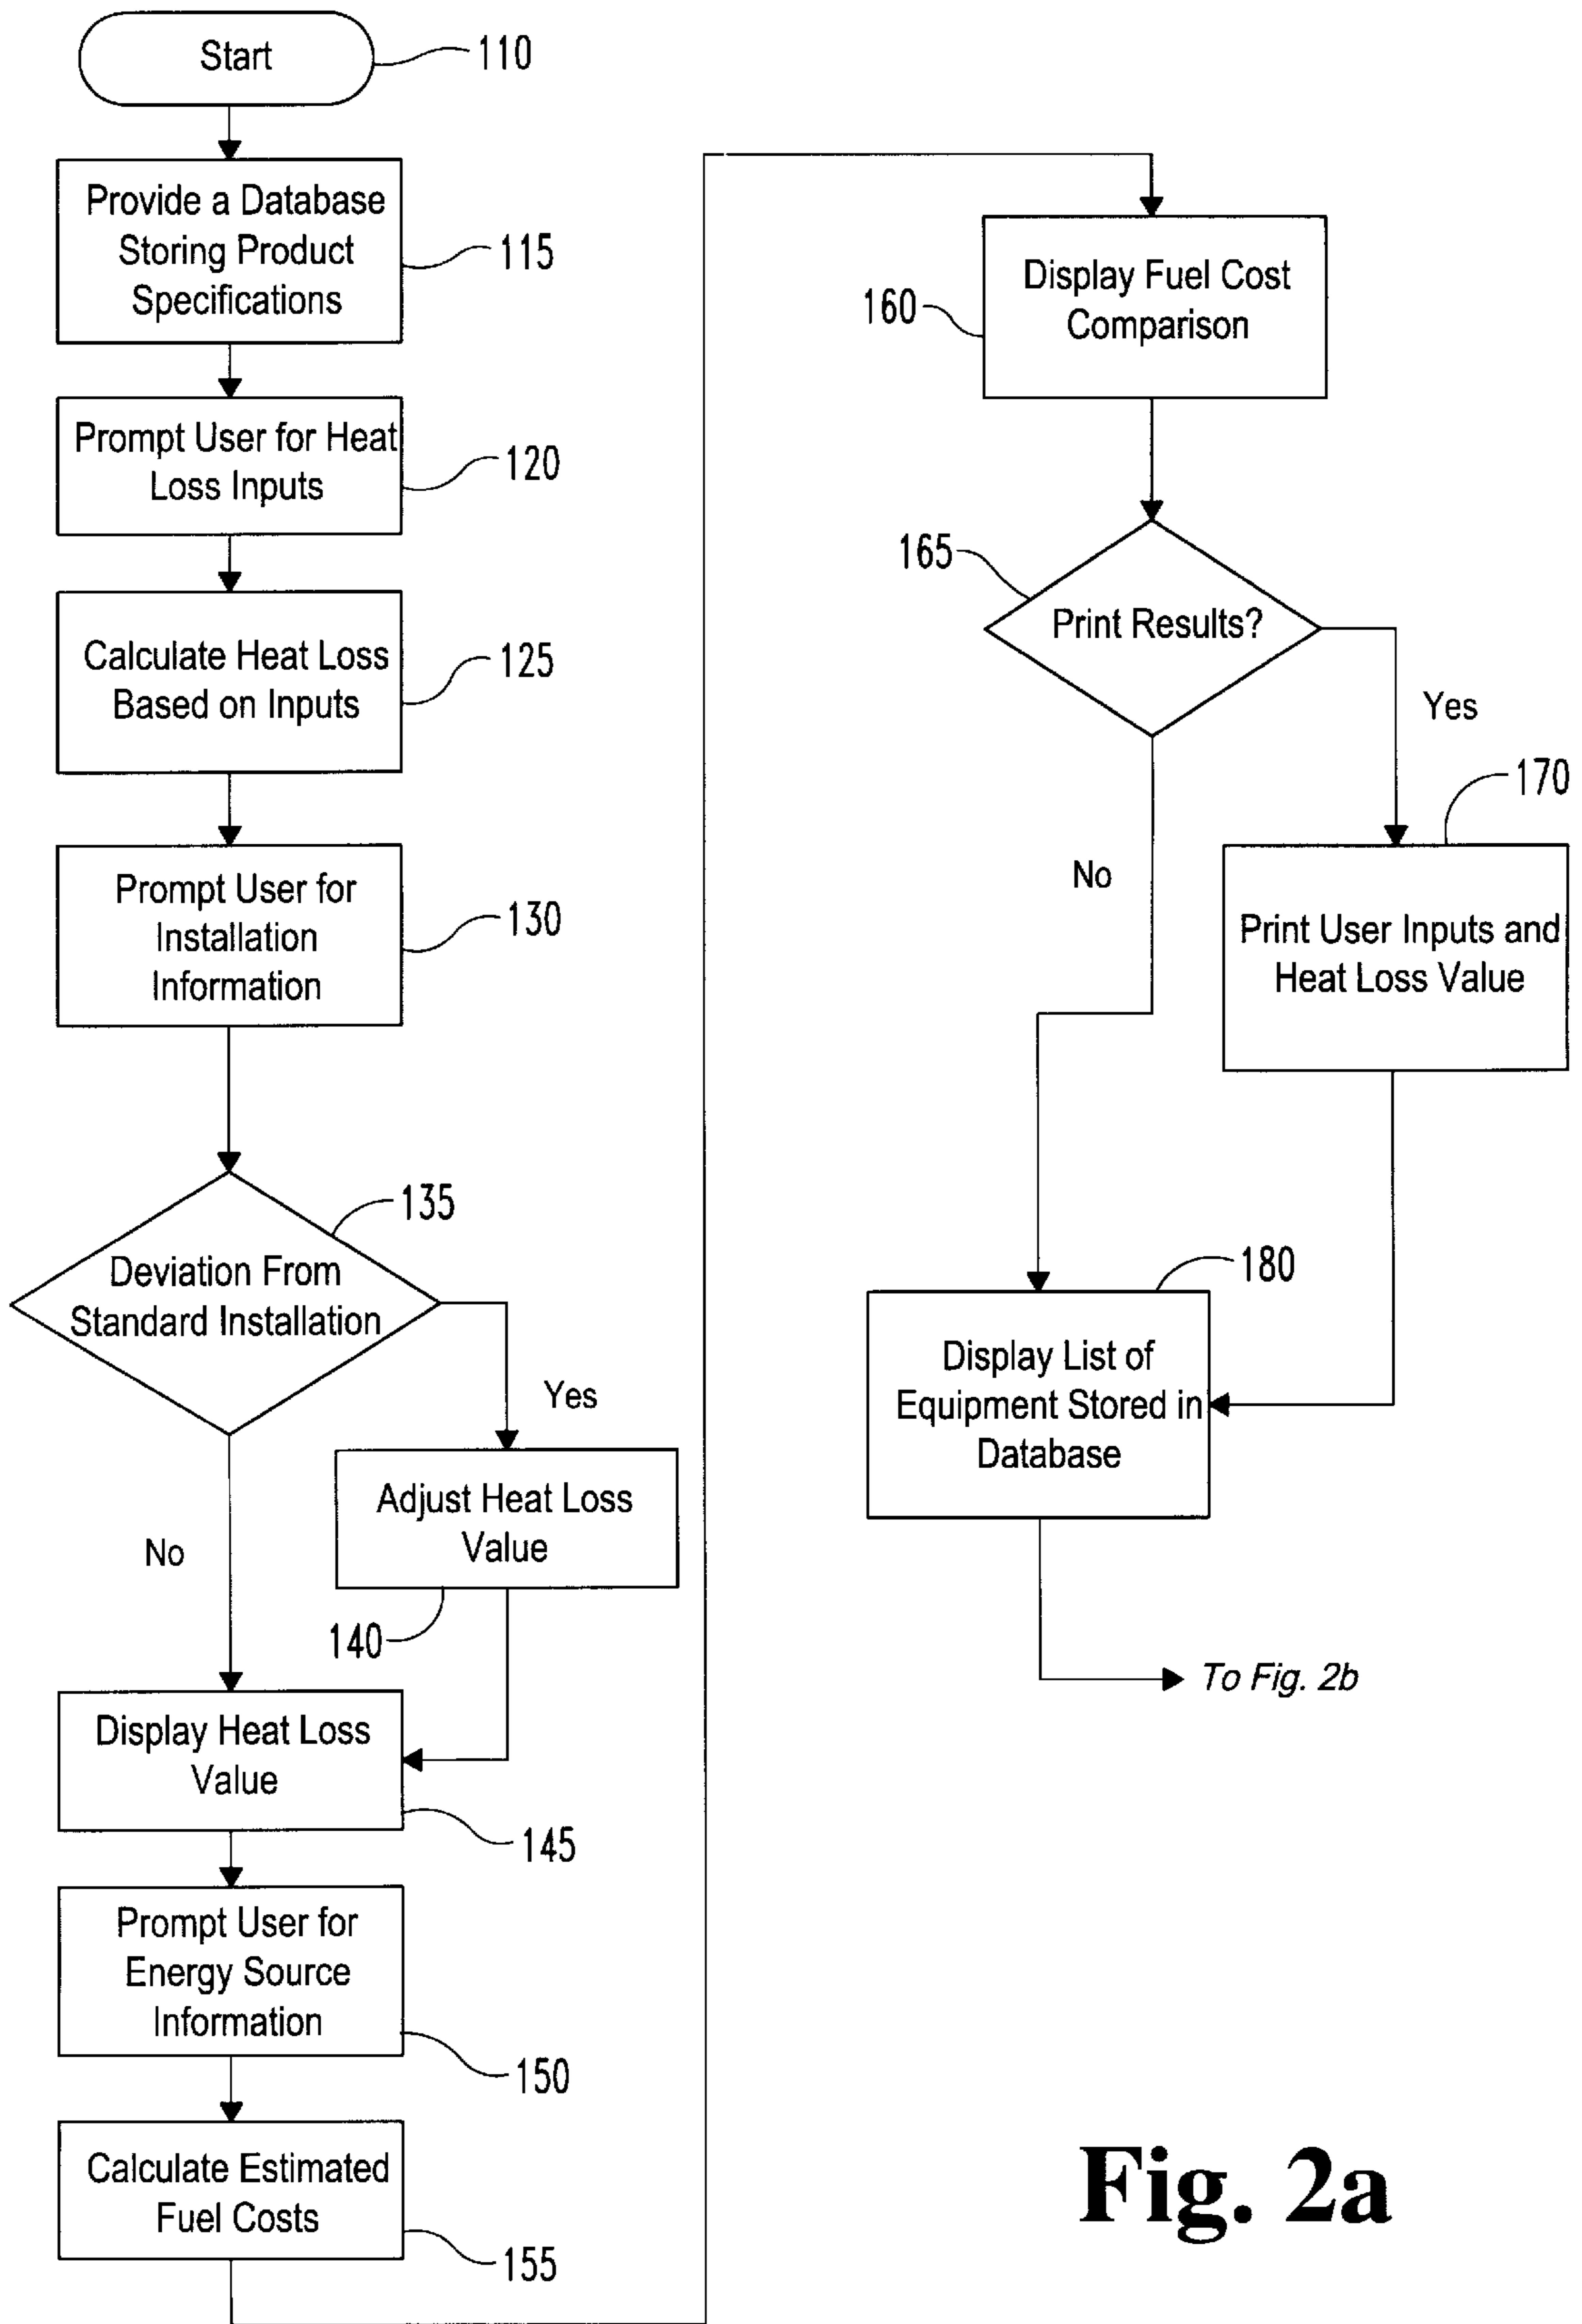 Start
110
Provide a Database
Storing Product
Specifications
115
Prompt User for Heat
Loss Inputs
120
Calculate Heat Loss
Based on Inputs
125
Prompt User for
Installation
Information
130
Deviation From
Standard Installation
135
Yes
No
Adjust Heat Loss
Value
140
Display Heat Loss
Value
145
Prompt User for
Energy Source
Information
150
Calculate Estimated
Fuel Costs
155
Display Fuel Cost
Comparison
160
165
Print Results?
Yes
No
170
Print User Inputs and
Heat Loss Value
180
Display List of
Equipment Stored in
Database
To Fig. 2b
Fig. 2a